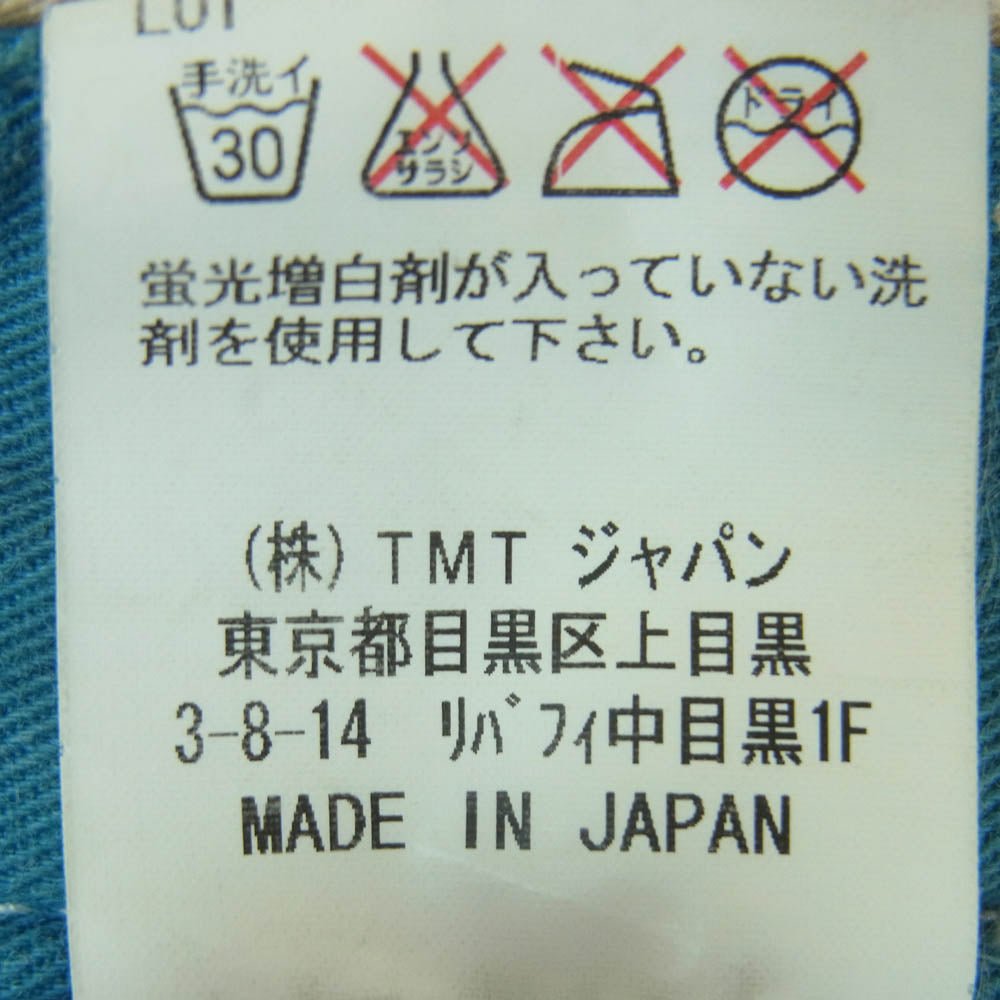 LOT
手洗イ
30
エンソ
サラシ
ドライ
蛍光増白剤が入っていない洗
剤を使用して下さい。
(株) TMT ジャパン
東京都目黒区上目黒
3-8-14 リバフィ中目黒1F
MADE IN JAPAN